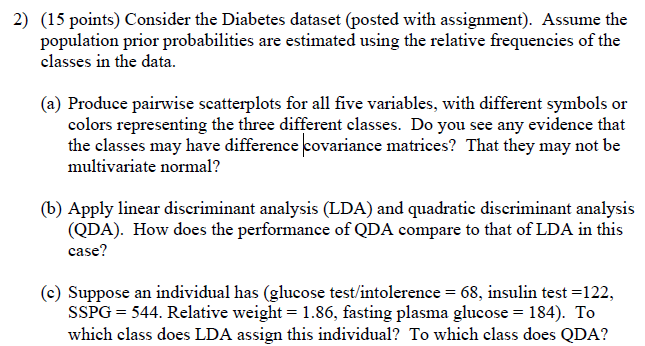 2) (15 points) Consider the Diabetes dataset (posted with assignment). Assume the
population prior probabilities are estimated using the relative frequencies of the
classes in the data.
(a) Produce pairwise scatterplots for all five variables, with different symbols or
colors representing the three different classes. Do you see any evidence that
the classes may have difference covariance matrices? That they may not be
multivariate normal?
(b) Apply linear discriminant analysis (LDA) and quadratic discriminant analysis
(QDA). How does the performance of QDA compare to that of LDA in this
case?
(c) Suppose an individual has (glucose test/intolerence = 68, insulin test =122,
SSPG = 544. Relative weight = 1.86, fasting plasma glucose = 184). To
which class does LDA assign this individual? To which class does QDA?